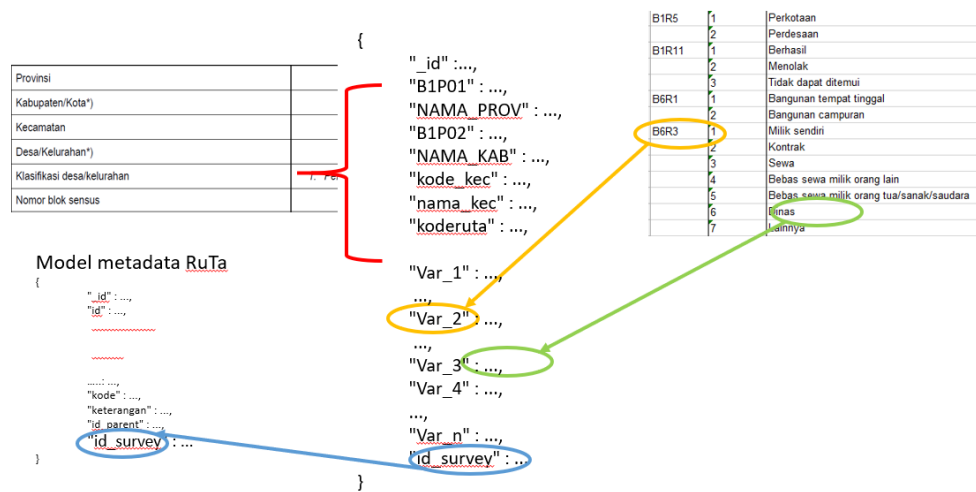 Provinsi
Kabupaten/Kota*)
Kecamatan
Desa/Kelurahan*)
Klasifikasi desa/kelurahan
Nomor blok sensus
{
"_id" :...,
"B1P01" : ...,
"NAMA_PROV" : ...,
"B1P02" : ...,
"NAMA_KAB" : ...,
"kode_kec" : ...,
"nama_kec" : ...,
"koderuta" : ...,
"Var_1" : ...,
...,
"Var_2" : ...,
...,
"Var_3" : ...,
"Var_4" : ...,
...,
"Var_n" : ...,
"id_survey" : ...
}
B1R5 1 Perkotaan
2 Perdesaan
B1R11 1 Berhasil
2 Menolak
3 Tidak dapat ditemui
B6R1 1 Bangunan tempat tinggal
2 Bangunan campuran
B6R3 1 Milik sendiri
2 Kontrak
3 Sewa
4 Bebas sewa milik orang lain
5 Bebas sewa milik orang tua/sanak/saudara
6 Dinas
7 Lainnya
Model metadata RuTa
{
"_id" : ...,
"id" : ...,
.....: ...,
"kode" : ...,
"keterangan" : ...,
"id_parent" : ...,
"id_survey : ...
}